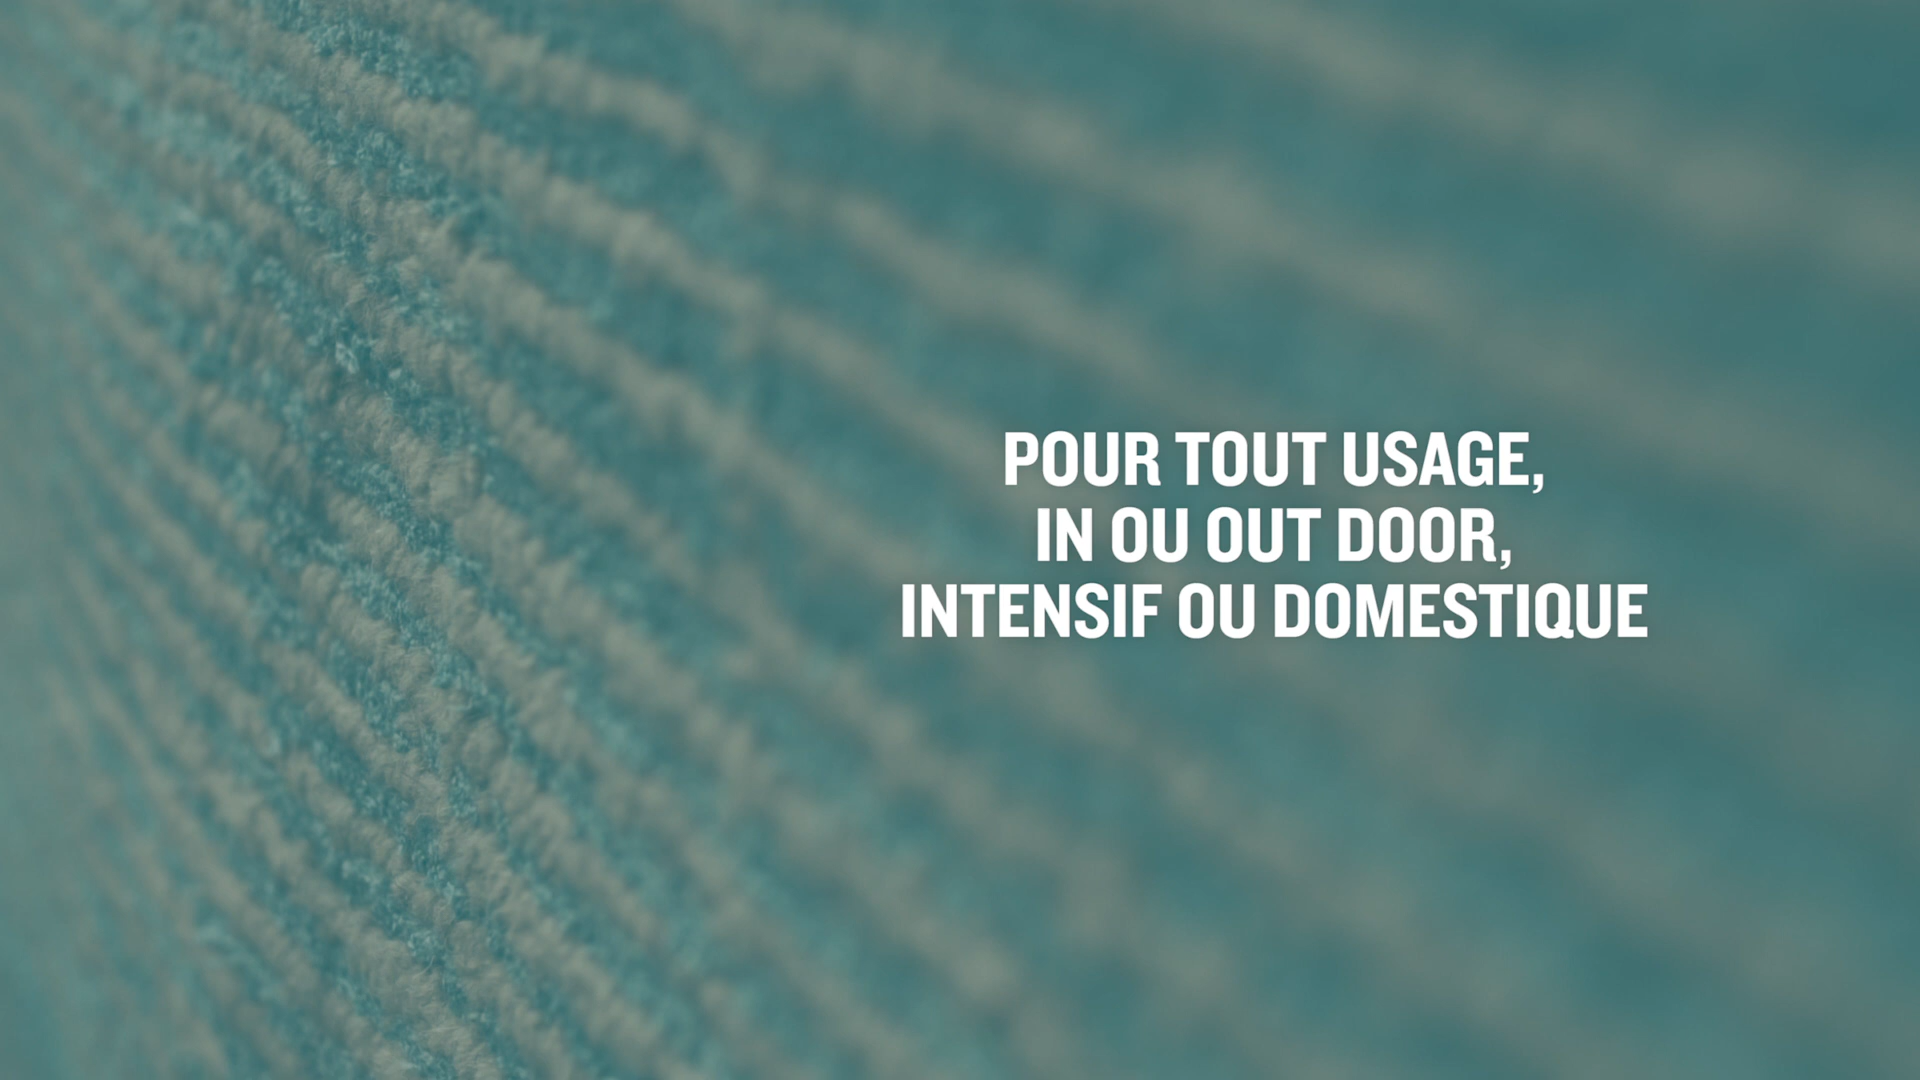 POUR TOUT USAGE,
IN OU OUT DOOR,
INTENSIF OU DOMESTIQUE